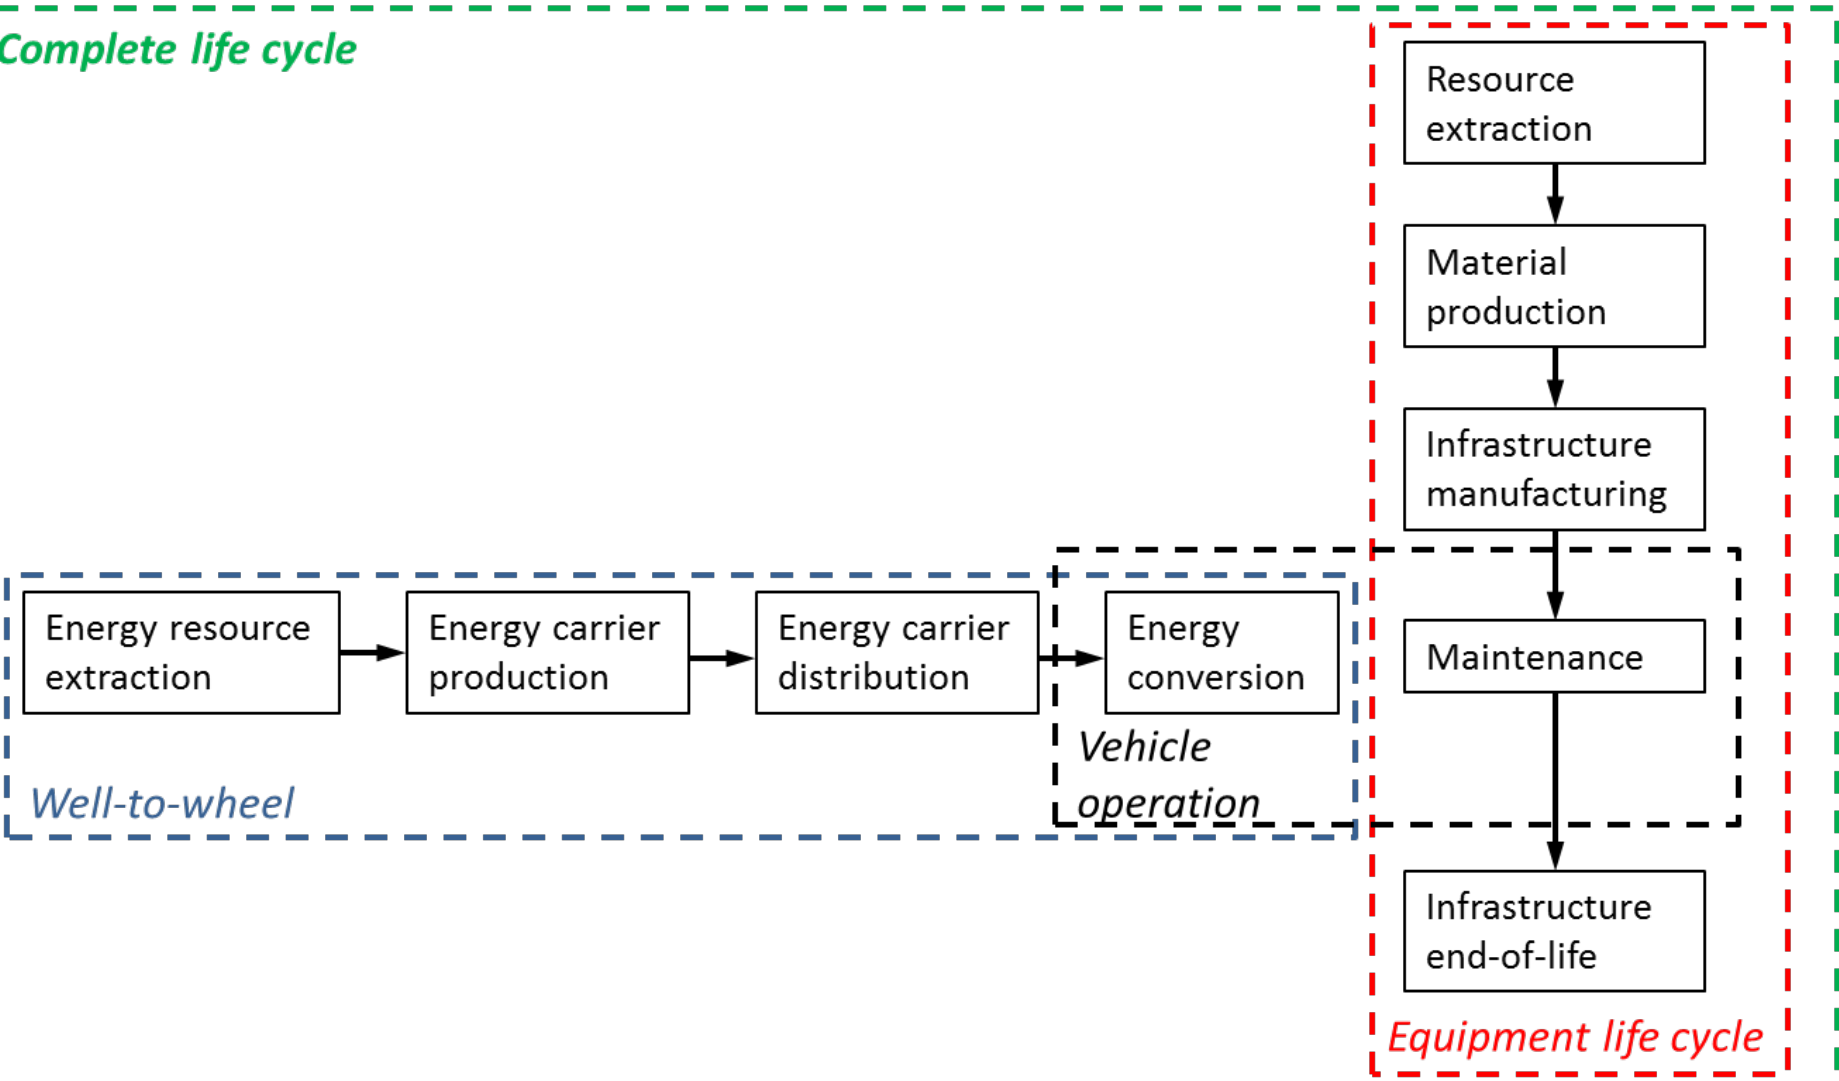 Complete life cycle
Resource
extraction
Material
production
Infrastructure
manufacturing
Energy resource
extraction
Energy carrier
production
Energy carrier
distribution
Energy
conversion
Maintenance
Vehicle
operation
Well-to-wheel
Infrastructure
end-of-life
Equipment life cycle